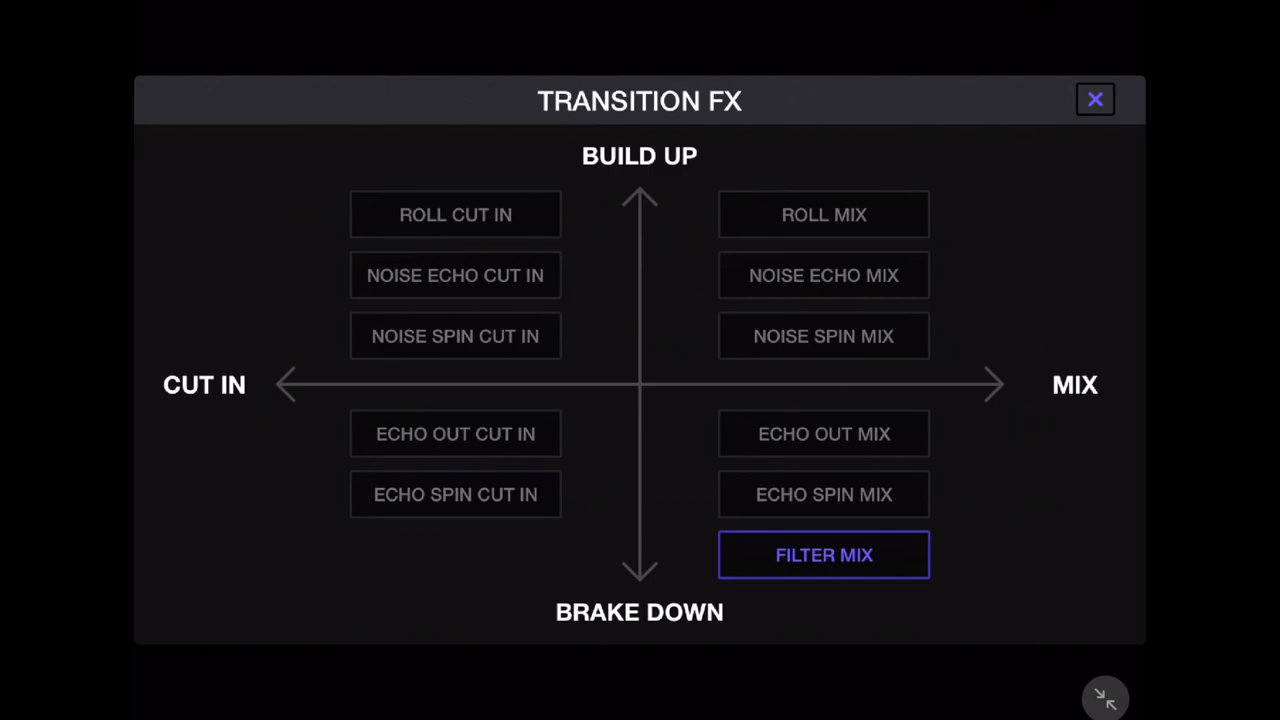 TRANSITION FX
BUILD UP
ROLL CUT IN
ROLL MIX
NOISE ECHO CUT IN
NOISE ECHO MIX
NOISE SPIN CUT IN
NOISE SPIN MIX
CUT IN
MIX
ECHO OUT CUT IN
ECHO OUT MIX
ECHO SPIN CUT IN
ECHO SPIN MIX
FILTER MIX
BRAKE DOWN